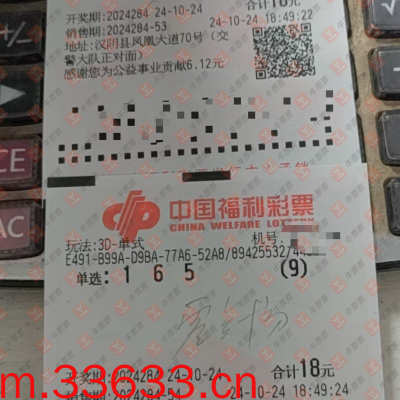 开奖期:2024284 24-10-24 合计10元
销售期:2024284-53 24-10-24 18:49:22
地址:汉阴县凤凰大道70号（交
警大队正对面）
感谢您为公益事业贡献6.12元
CE
AC
中国福利彩票
CHINA WELFARE LOTTERY
玩法:3D-单式 机号:
E491-B99A-D9BA-77A6-52A8/89425532/
单选: 1 6 5 (9)
开奖期:2024284 24-10-24 合计18元
24-10-24 18:49:24
m.33633.cn